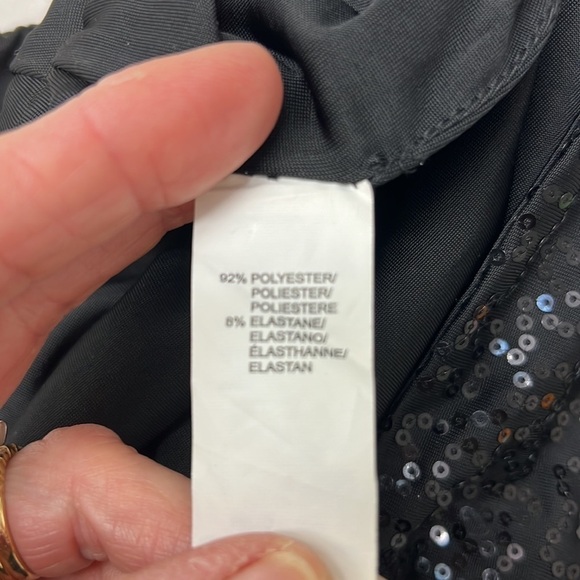 92% POLYESTER/
POLIESTER/
POLIESTERE
8% ELASTANE/
ELASTANO/
ÉLASTHANNE/
ELASTAN